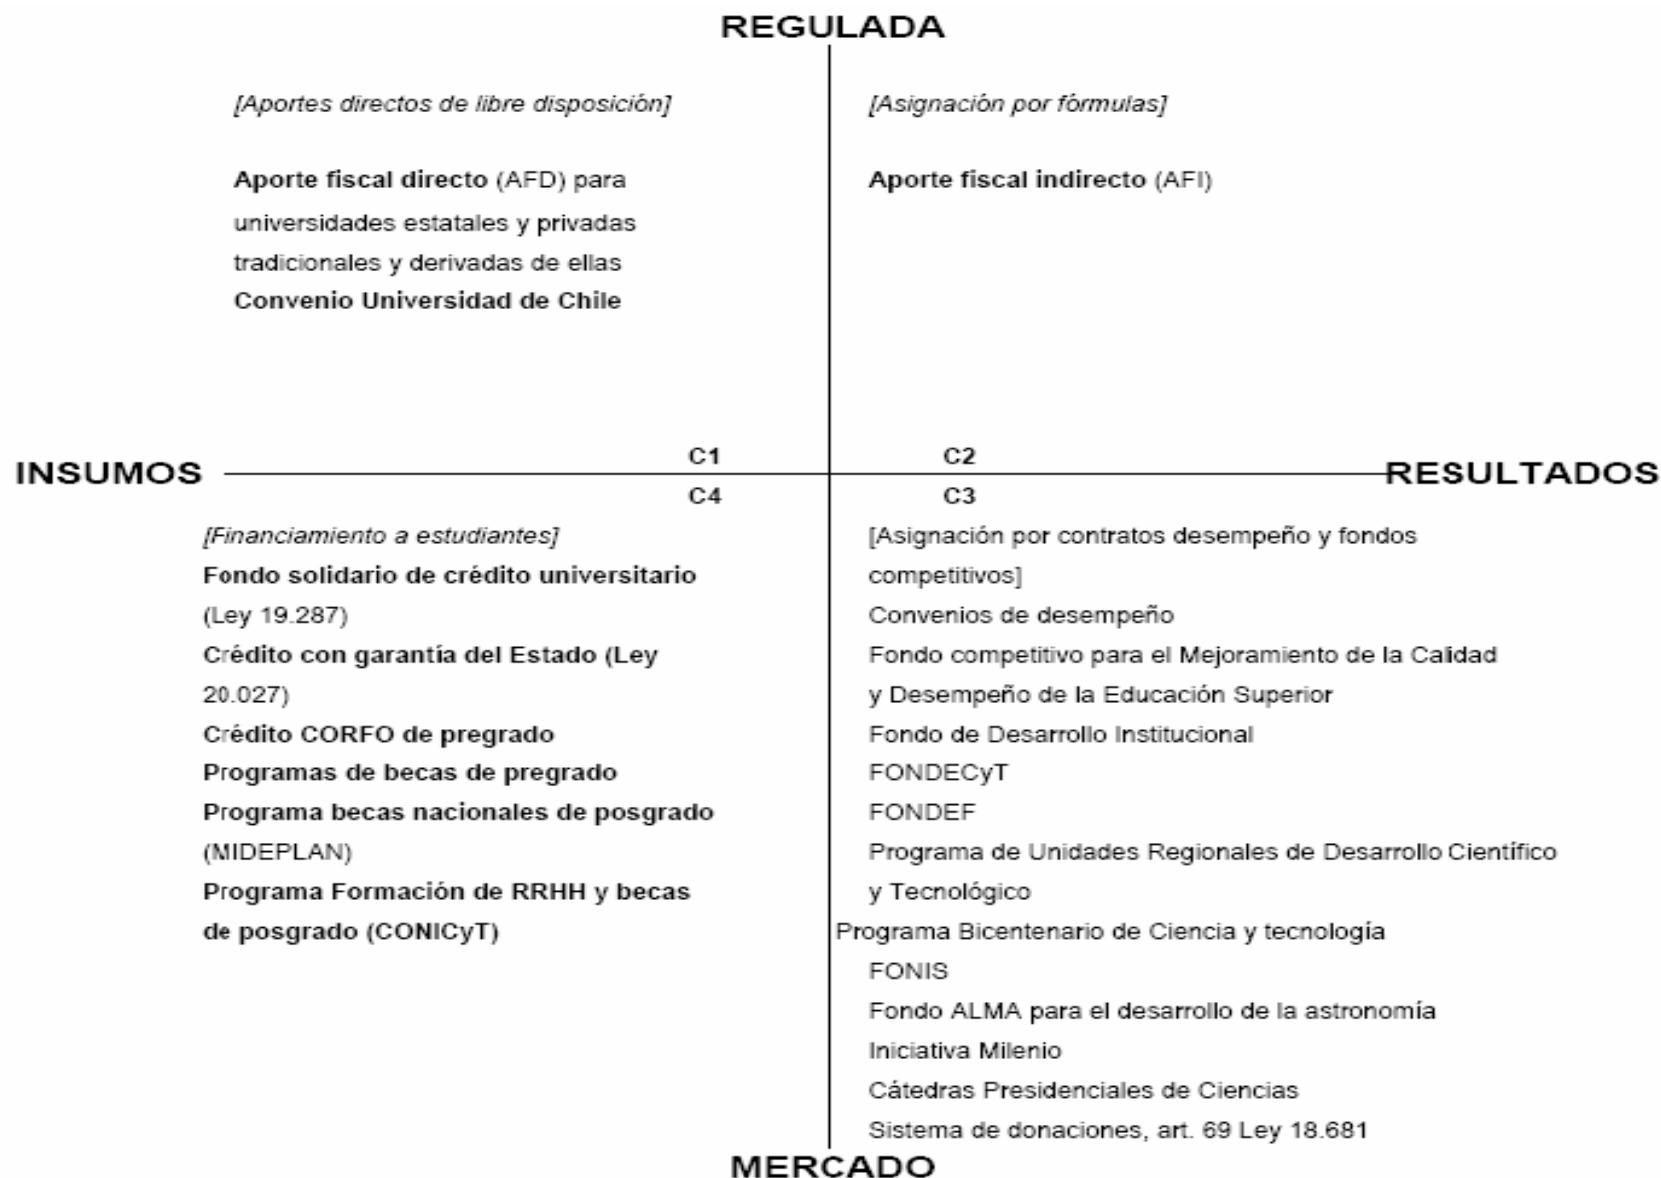 REGULADA
[Aportes directos de libre disposición]
Aporte fiscal directo (AFD) para
universidades estatales y privadas
tradicionales y derivadas de ellas
Convenio Universidad de Chile
[Asignación por fórmulas]
Aporte fiscal indirecto (AFI)
C1
C2
INSUMOS
RESULTADOS
C4
C3
[Financiamiento a estudiantes]
Fondo solidario de crédito universitario
(Ley 19.287)
Crédito con garantía del Estado (Ley
20.027)
Crédito CORFO de pregrado
Programas de becas de pregrado
Programa becas nacionales de posgrado
(MIDEPLAN)
Programa Formación de RRHH y becas
de posgrado (CONICyT)
[Asignación por contratos desempeño y fondos
competitivos]
Convenios de desempeño
Fondo competitivo para el Mejoramiento de la Calidad
y Desempeño de la Educación Superior
Fondo de Desarrollo Institucional
FONDECyT
FONDEF
Programa de Unidades Regionales de Desarrollo Científico
y Tecnológico
Programa Bicentenario de Ciencia y tecnología
FONIS
Fondo ALMA para el desarrollo de la astronomía
Iniciativa Milenio
Cátedras Presidenciales de Ciencias
Sistema de donaciones, art. 69 Ley 18.681
MERCADO